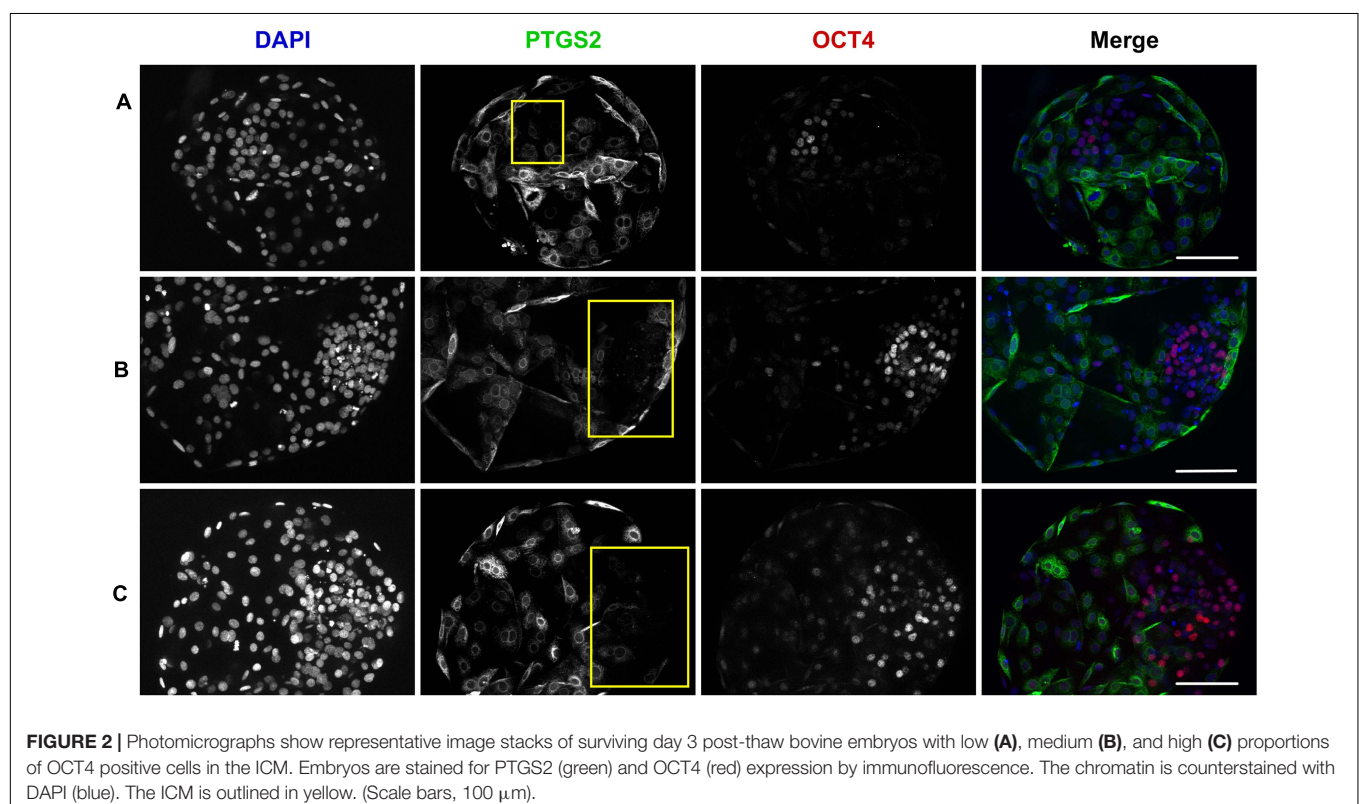 DAPI PTGS2 OCT4 Merge
A
B
C
FIGURE 2 | Photomicrographs show representative image stacks of surviving day 3 post-thaw bovine embryos with low (A), medium (B), and high (C) proportions
of OCT4 positive cells in the ICM. Embryos are stained for PTGS2 (green) and OCT4 (red) expression by immunofluorescence. The chromatin is counterstained with
DAPI (blue). The ICM is outlined in yellow. (Scale bars, 100 μm).